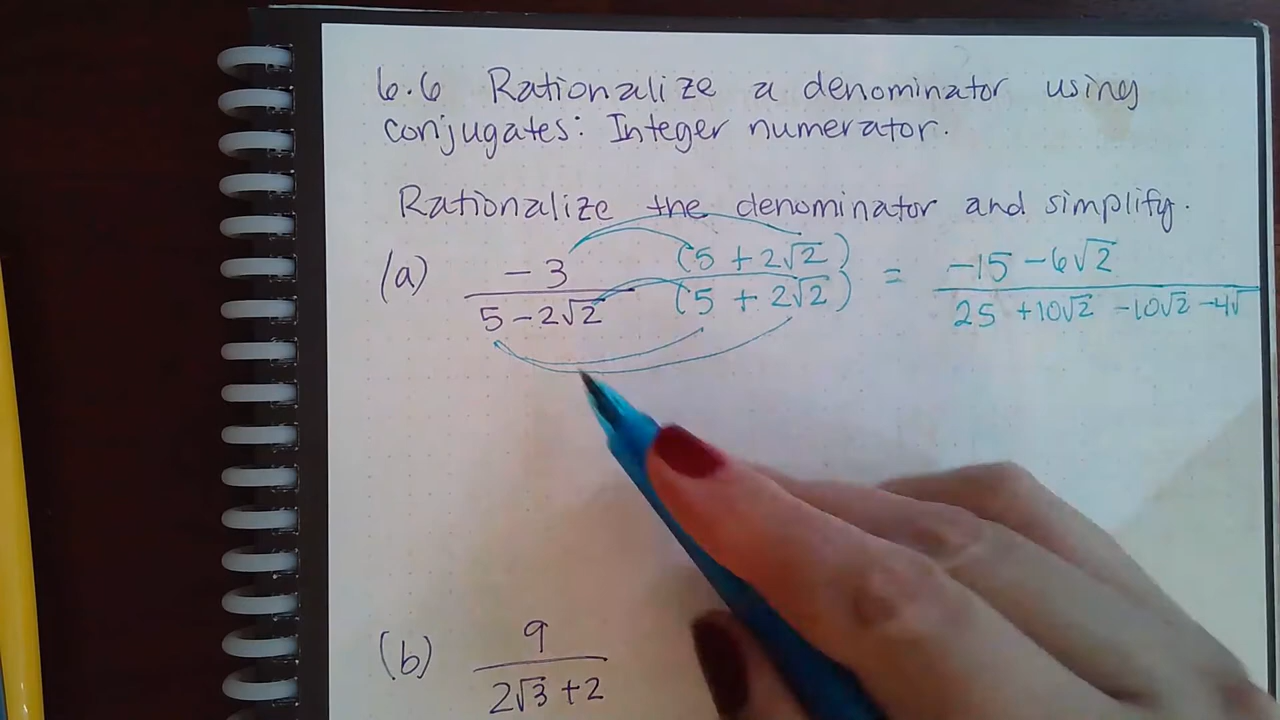 6.6 Rationalize a denominator using
conjugates: Integer numerator.
Rationalize the denominator and simplify.
(a) -3 / 5-2√2 (5 + 2√2) / (5 + 2√2) = -15 -6√2 / 25 +10√2 -10√2 -4√
(b) 9 / 2√3 +2